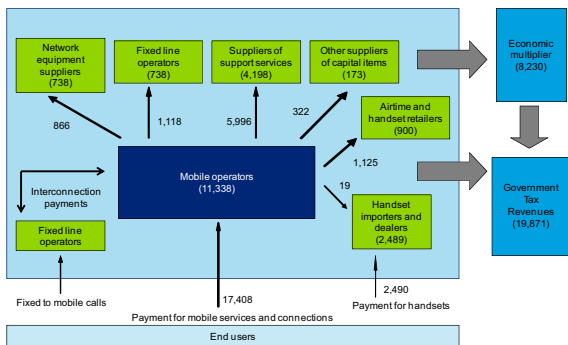 Network
equipment
suppliers
(738)
Fixed line
operators
(738)
Suppliers of
support services
(4,198)
Other suppliers
of capital items
(173)
Economic
multiplier
(8,230)
866
1,118
5,996
322
Airtime and
handset retailers
(900)
1,125
Mobile operators
(11,338)
19
Interconnection
payments
Fixed line
operators
Handset
importers and
dealers
(2,489)
Government
Tax
Revenues
(19,871)
Fixed to mobile calls
17,408
Payment for mobile services and connections
2,490
Payment for handsets
End users